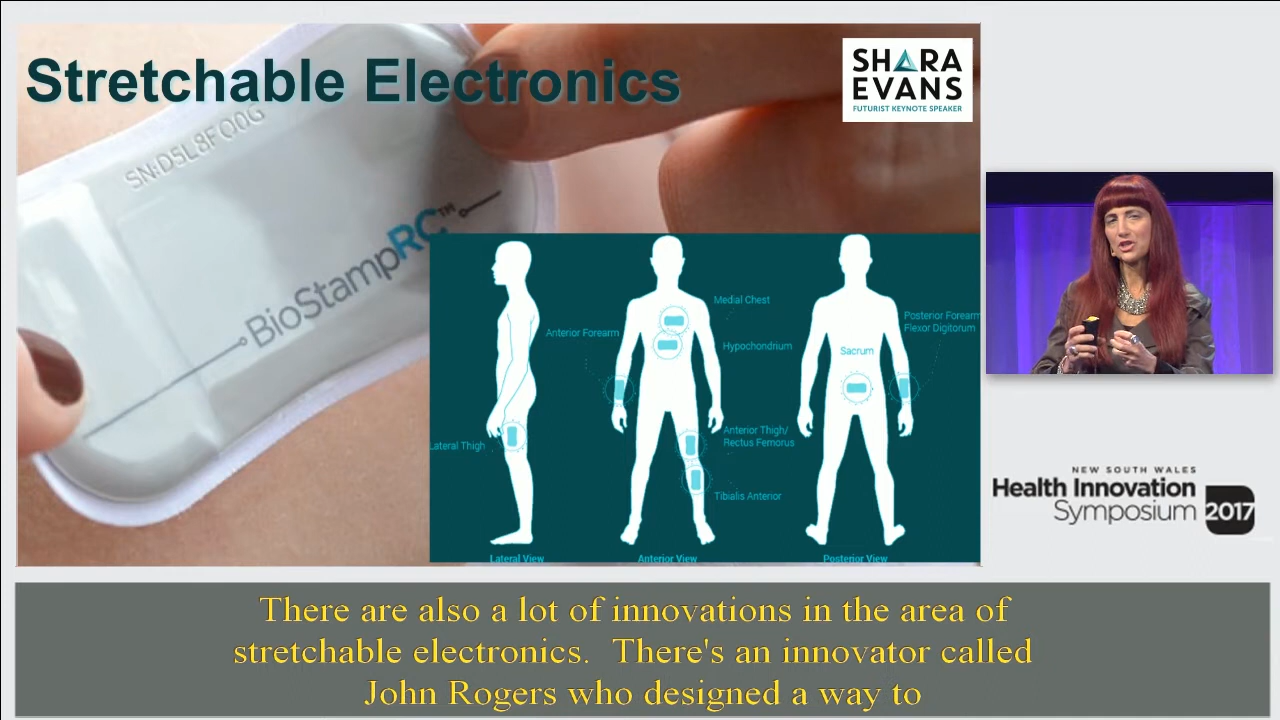 Stretchable Electronics
SHARA
EVANS
FUTURIST KEYNOTE SPEAKER
SN:D5L8FQ0G
BioStampRC™
Medial Chest
Anterior Forearm
Hypochondrium
Lateral Thigh
Anterior Thigh/
Rectus Femorus
Tibialis Anterior
Posterior Forearm
Flexor Digitorum
Sacrum
Lateral View
Anterior View
Posterior View
NEW SOUTH WALES
Health Innovation
Symposium 2017
There are also a lot of innovations in the area of
stretchable electronics. There's an innovator called
John Rogers who designed a way to